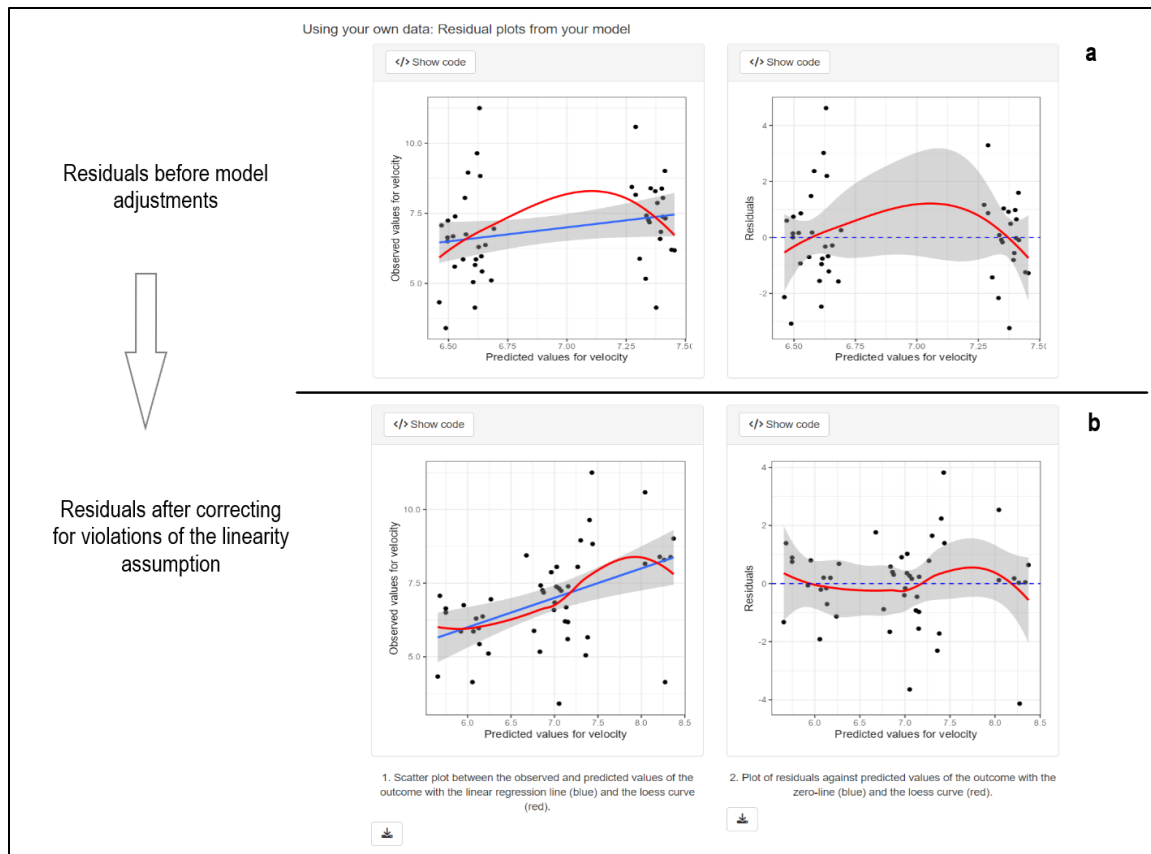 Using your own data: Residual plots from your model
a
</> Show code
</> Show code
Residuals before model
adjustments
Observed values for velocity
10.0
7.5
5.0
6.50
6.75
7.00
7.25
7.50
Predicted values for velocity
Residuals
4
2
0
-2
6.50
6.75
7.00
7.25
7.5(
Predicted values for velocity
b
</> Show code
</> Show code
Residuals after correcting
for violations of the linearity
assumption
Observed values for velocity
10.0
7.5
5.0
6.0
6.5
7.0
7.5
8.0
8.5
Predicted values for velocity
Residuals
4
2
0
-2
-4
6.0
6.5
7.0
7.5
8.0
8.5
Predicted values for velocity
1. Scatter plot between the observed and predicted values of the
outcome with the linear regression line (blue) and the loess curve
(red).
2. Plot of residuals against predicted values of the outcome with the
zero-line (blue) and the loess curve (red).